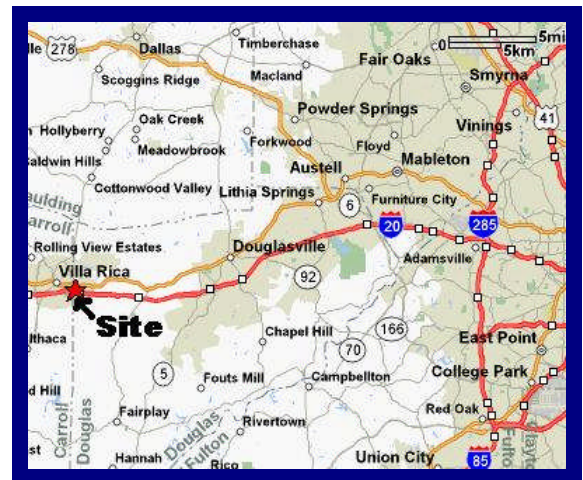 Timberchase
0 5mi
5km
278
Dallas
Fair Oaks
Scoggins Ridge
Macland
Smyrna
Powder Springs
41
Oak Creek
Hollyberry
Forkwood
Floyd
Vinings
Meadowbrook
Austell
Mableton
Baldwin Hills
Cottonwood Valley
Lithia Springs
Furniture City
6
20
285
Carroll
Rolling View Estates
Douglasville
Adamsville
Villa Rica
92
Site
166
Ithaca
Chapel Hill
70
East Point
5
College Park
d Hill
Fouts Mill
Campbellton
Fairplay
Red Oak
Carroll
Douglas
Douglas
Fulton
Rivertown
Hannah
Rico
Union City
85